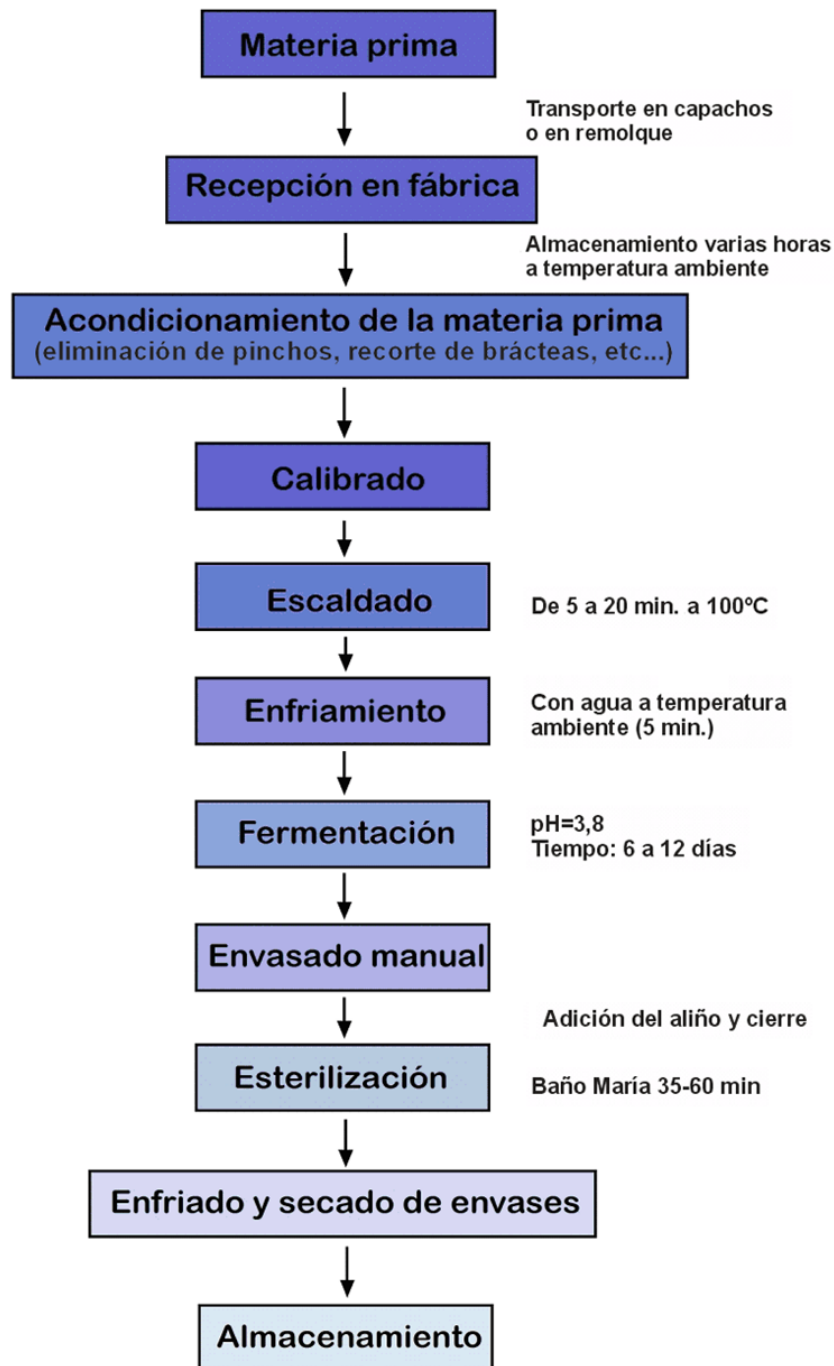 Materia prima
Transporte en capachos
o en remolque
Recepción en fábrica
Almacenamiento varias horas
a temperatura ambiente
Acondicionamiento de la materia prima
(eliminación de pinchos, recorte de brácteas, etc...)
Calibrado
Escaldado
De 5 a 20 min. a 100ºC
Enfriamiento
Con agua a temperatura
ambiente (5 min.)
Fermentación
pH=3,8
Tiempo: 6 a 12 días
Envasado manual
Adición del aliño y cierre
Esterilización
Baño María 35-60 min
Enfriado y secado de envases
Almacenamiento